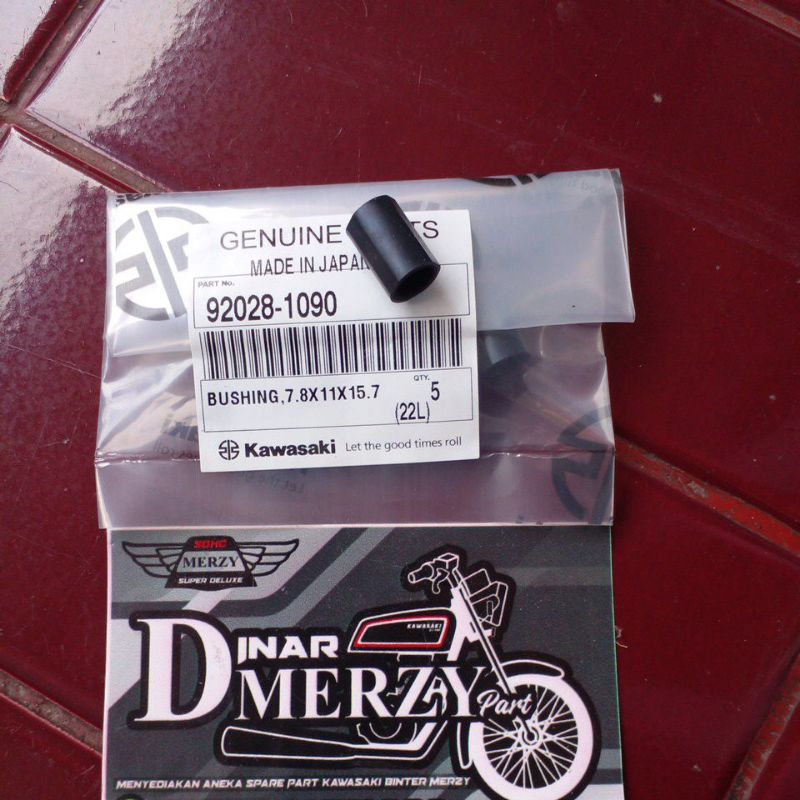 GENUINE
MADE IN JAPAN
PART No.
92028-1090
BUSHING,7.8X11X15.7
QTY.
5
(22L)
Kawasaki
Let the good times roll
SOHC
MERZY
SUPER DELUXE
KAWASAKI
DINAR
MERZY
Part
MENYEDIAKAN ANEKA SPARE PART KAWASAKI BINTER MERZY